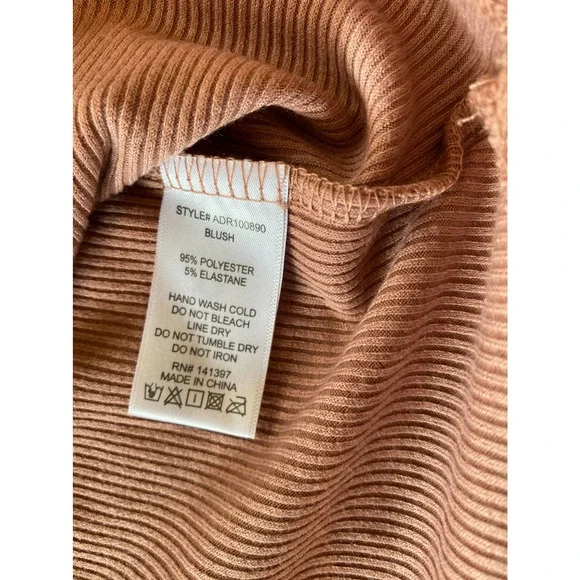 STYLE# ADR100890
BLUSH
95% POLYESTER
5% ELASTANE
HAND WASH COLD
DO NOT BLEACH
LINE DRY
DO NOT TUMBLE DRY
DO NOT IRON
RN# 141397
MADE IN CHINA